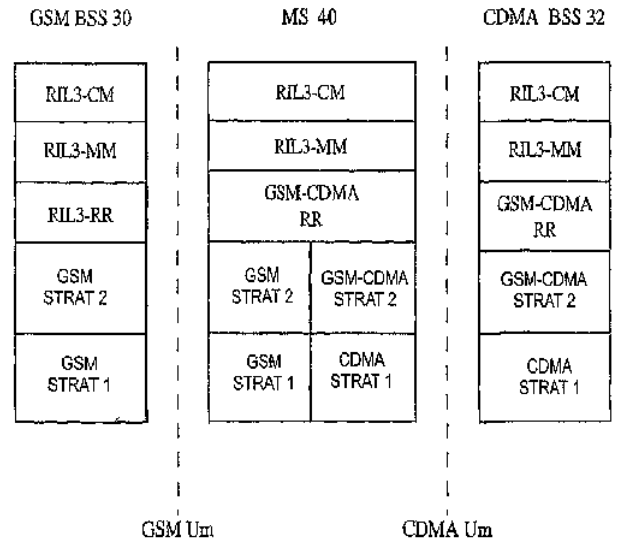 GSM BSS 30
MS 40
CDMA BSS 32
RIL3-CM
RIL3-MM
RIL3-RR
GSM
STRAT 2
GSM
STRAT 1
RIL3-CM
RIL3-MM
GSM-CDMA
RR
GSM
STRAT 2
GSM-CDMA
STRAT 2
GSM
STRAT 1
CDMA
STRAT 1
RIL3-CM
RIL3-MM
GSM-CDMA
RR
GSM-CDMA
STRAT 2
CDMA
STRAT 1
GSM Um
CDMA Um